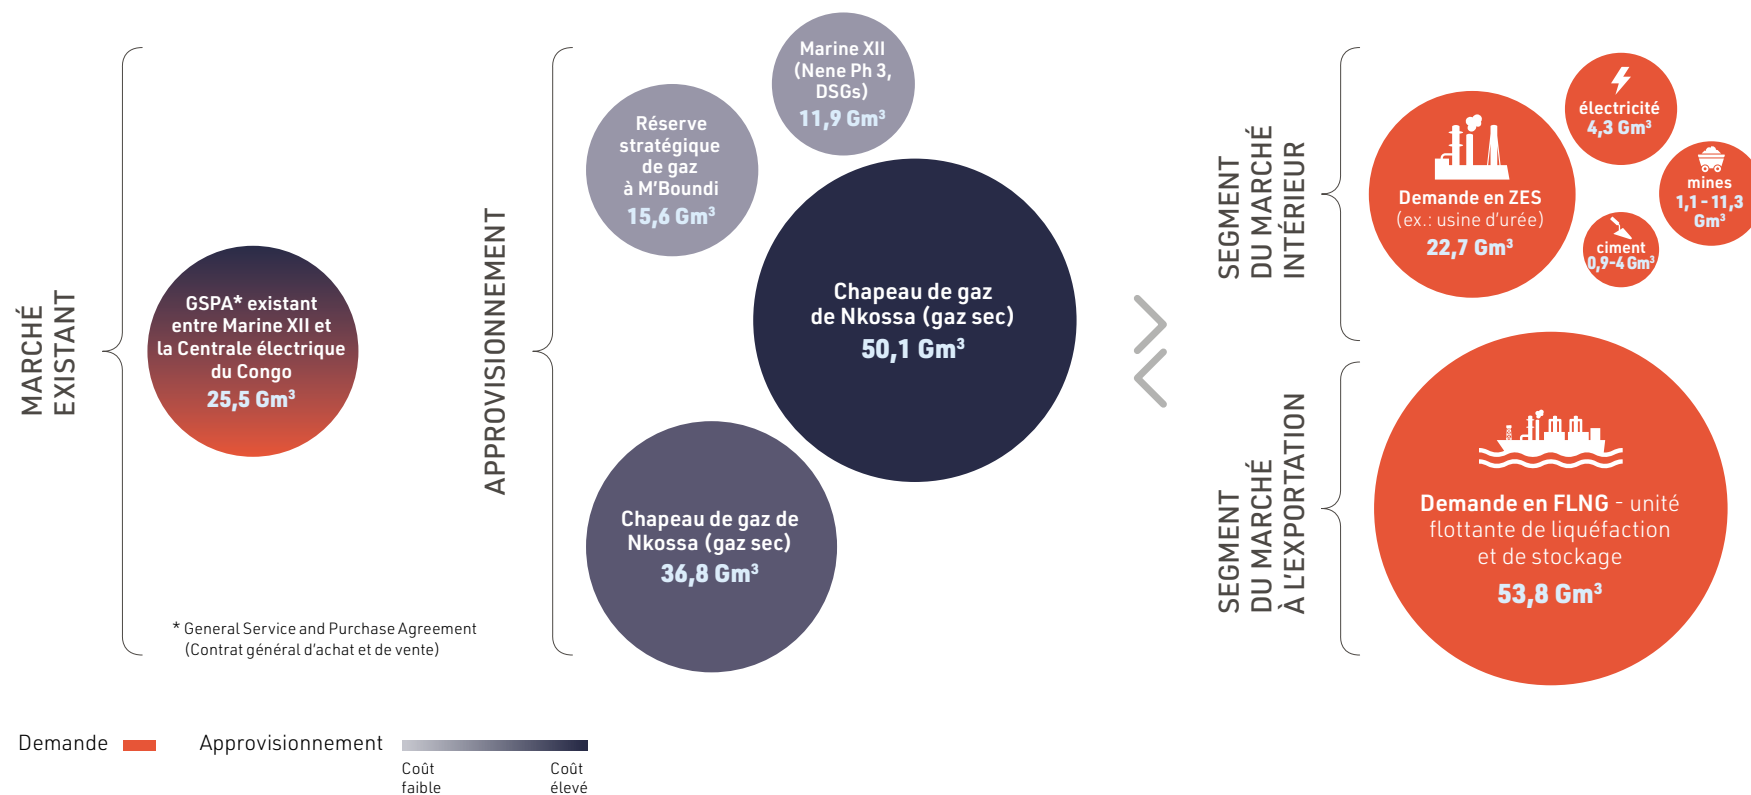 MARCHÉ
EXISTANT
GSPA* existant
entre Marine XII et
la Centrale électrique
du Congo
25,5 Gm³
* General Service and Purchase Agreement
(Contrat général d'achat et de vente)
APPROVISIONNEMENT
Marine XII
(Nene Ph 3,
DSGs)
11,9 Gm³
Réserve
stratégique
de gaz
à M'Boundi
15,6 Gm³
Chapeau de gaz
de Nkossa (gaz sec)
50,1 Gm³
Chapeau de gaz de
Nkossa (gaz sec)
36,8 Gm³
SEGMENT
DU MARCHÉ
INTÉRIEUR
Demande en ZES
(ex.: usine d'urée)
22,7 Gm³
électricité
4,3 Gm³
mines
1,1 - 11,3
Gm³
ciment
0,9-4 Gm³
SEGMENT
DU MARCHÉ
À L'EXPORTATION
Demande en FLNG - unité
flottante de liquéfaction
et de stockage
53,8 Gm³
Demande
Approvisionnement
Coût
faible
Coût
élevé